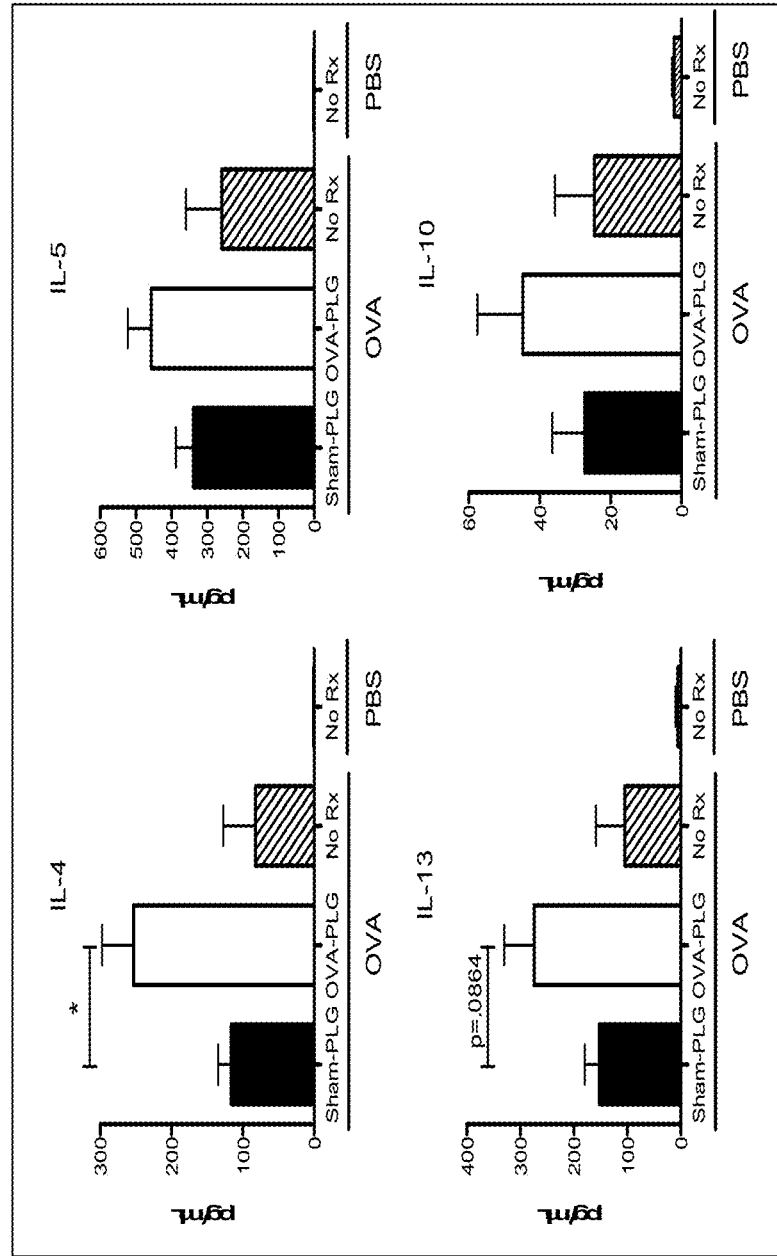 IL-4
*
300
200
100
0
pg/mL
Sham-PLG OVA-PLG No Rx No Rx
OVA PBS
IL-5
600
500
400
300
200
100
0
pg/mL
Sham-PLG OVA-PLG No Rx No Rx
OVA PBS
IL-13
p=.0864
400
300
200
100
0
pg/mL
Sham-PLG OVA-PLG No Rx No Rx
OVA PBS
IL-10
60
40
20
0
pg/mL
Sham-PLG OVA-PLG No Rx No Rx
OVA PBS